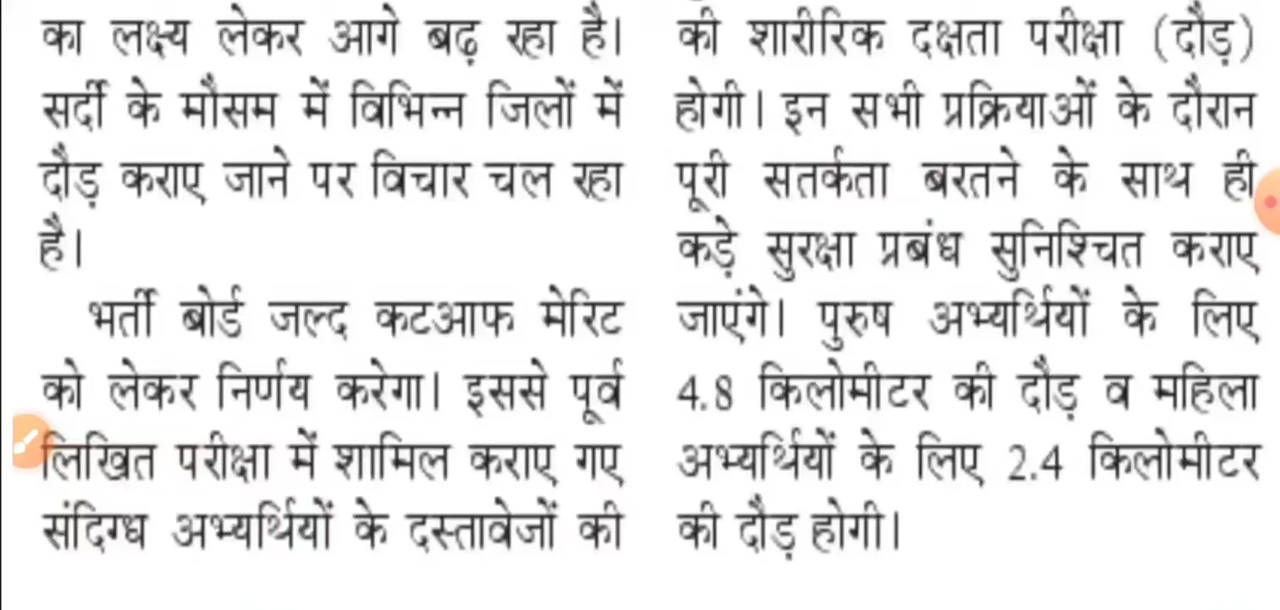 का लक्ष्य लेकर आगे बढ़ रहा है।
सर्दी के मौसम में विभिन्न जिलों में
दौड़ कराए जाने पर विचार चल रहा
है।
भर्ती बोर्ड जल्द कटआफ मेरिट
को लेकर निर्णय करेगा। इससे पूर्व
लिखित परीक्षा में शामिल कराए गए
संदिग्ध अभ्यर्थियों के दस्तावेजों की
की शारीरिक दक्षता परीक्षा (दौड़)
होगी। इन सभी प्रक्रियाओं के दौरान
पूरी सतर्कता बरतने के साथ ही
कड़े सुरक्षा प्रबंध सुनिश्चित कराए
जाएंगे। पुरुष अभ्यर्थियों के लिए
4.8 किलोमीटर की दौड़ व महिला
अभ्यर्थियों के लिए 2.4 किलोमीटर
की दौड़ होगी।